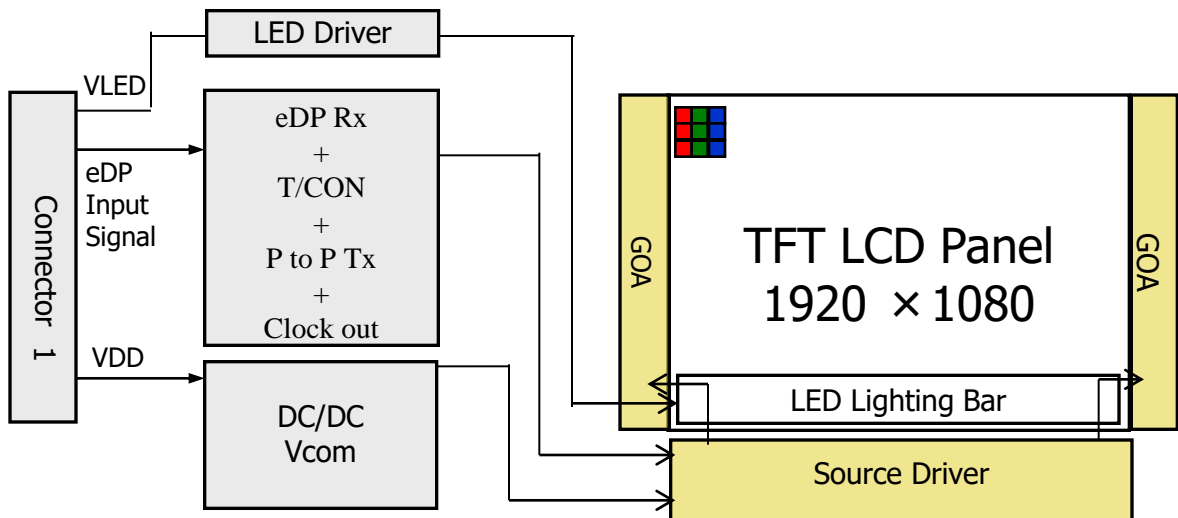 LED Driver
VLED
eDP Rx
+
T/CON
+
P to P Tx
+
Clock out
eDP
Input
Signal
Connector 1
VDD
DC/DC
Vcom
GOA
TFT LCD Panel
1920 × 1080
GOA
LED Lighting Bar
Source Driver